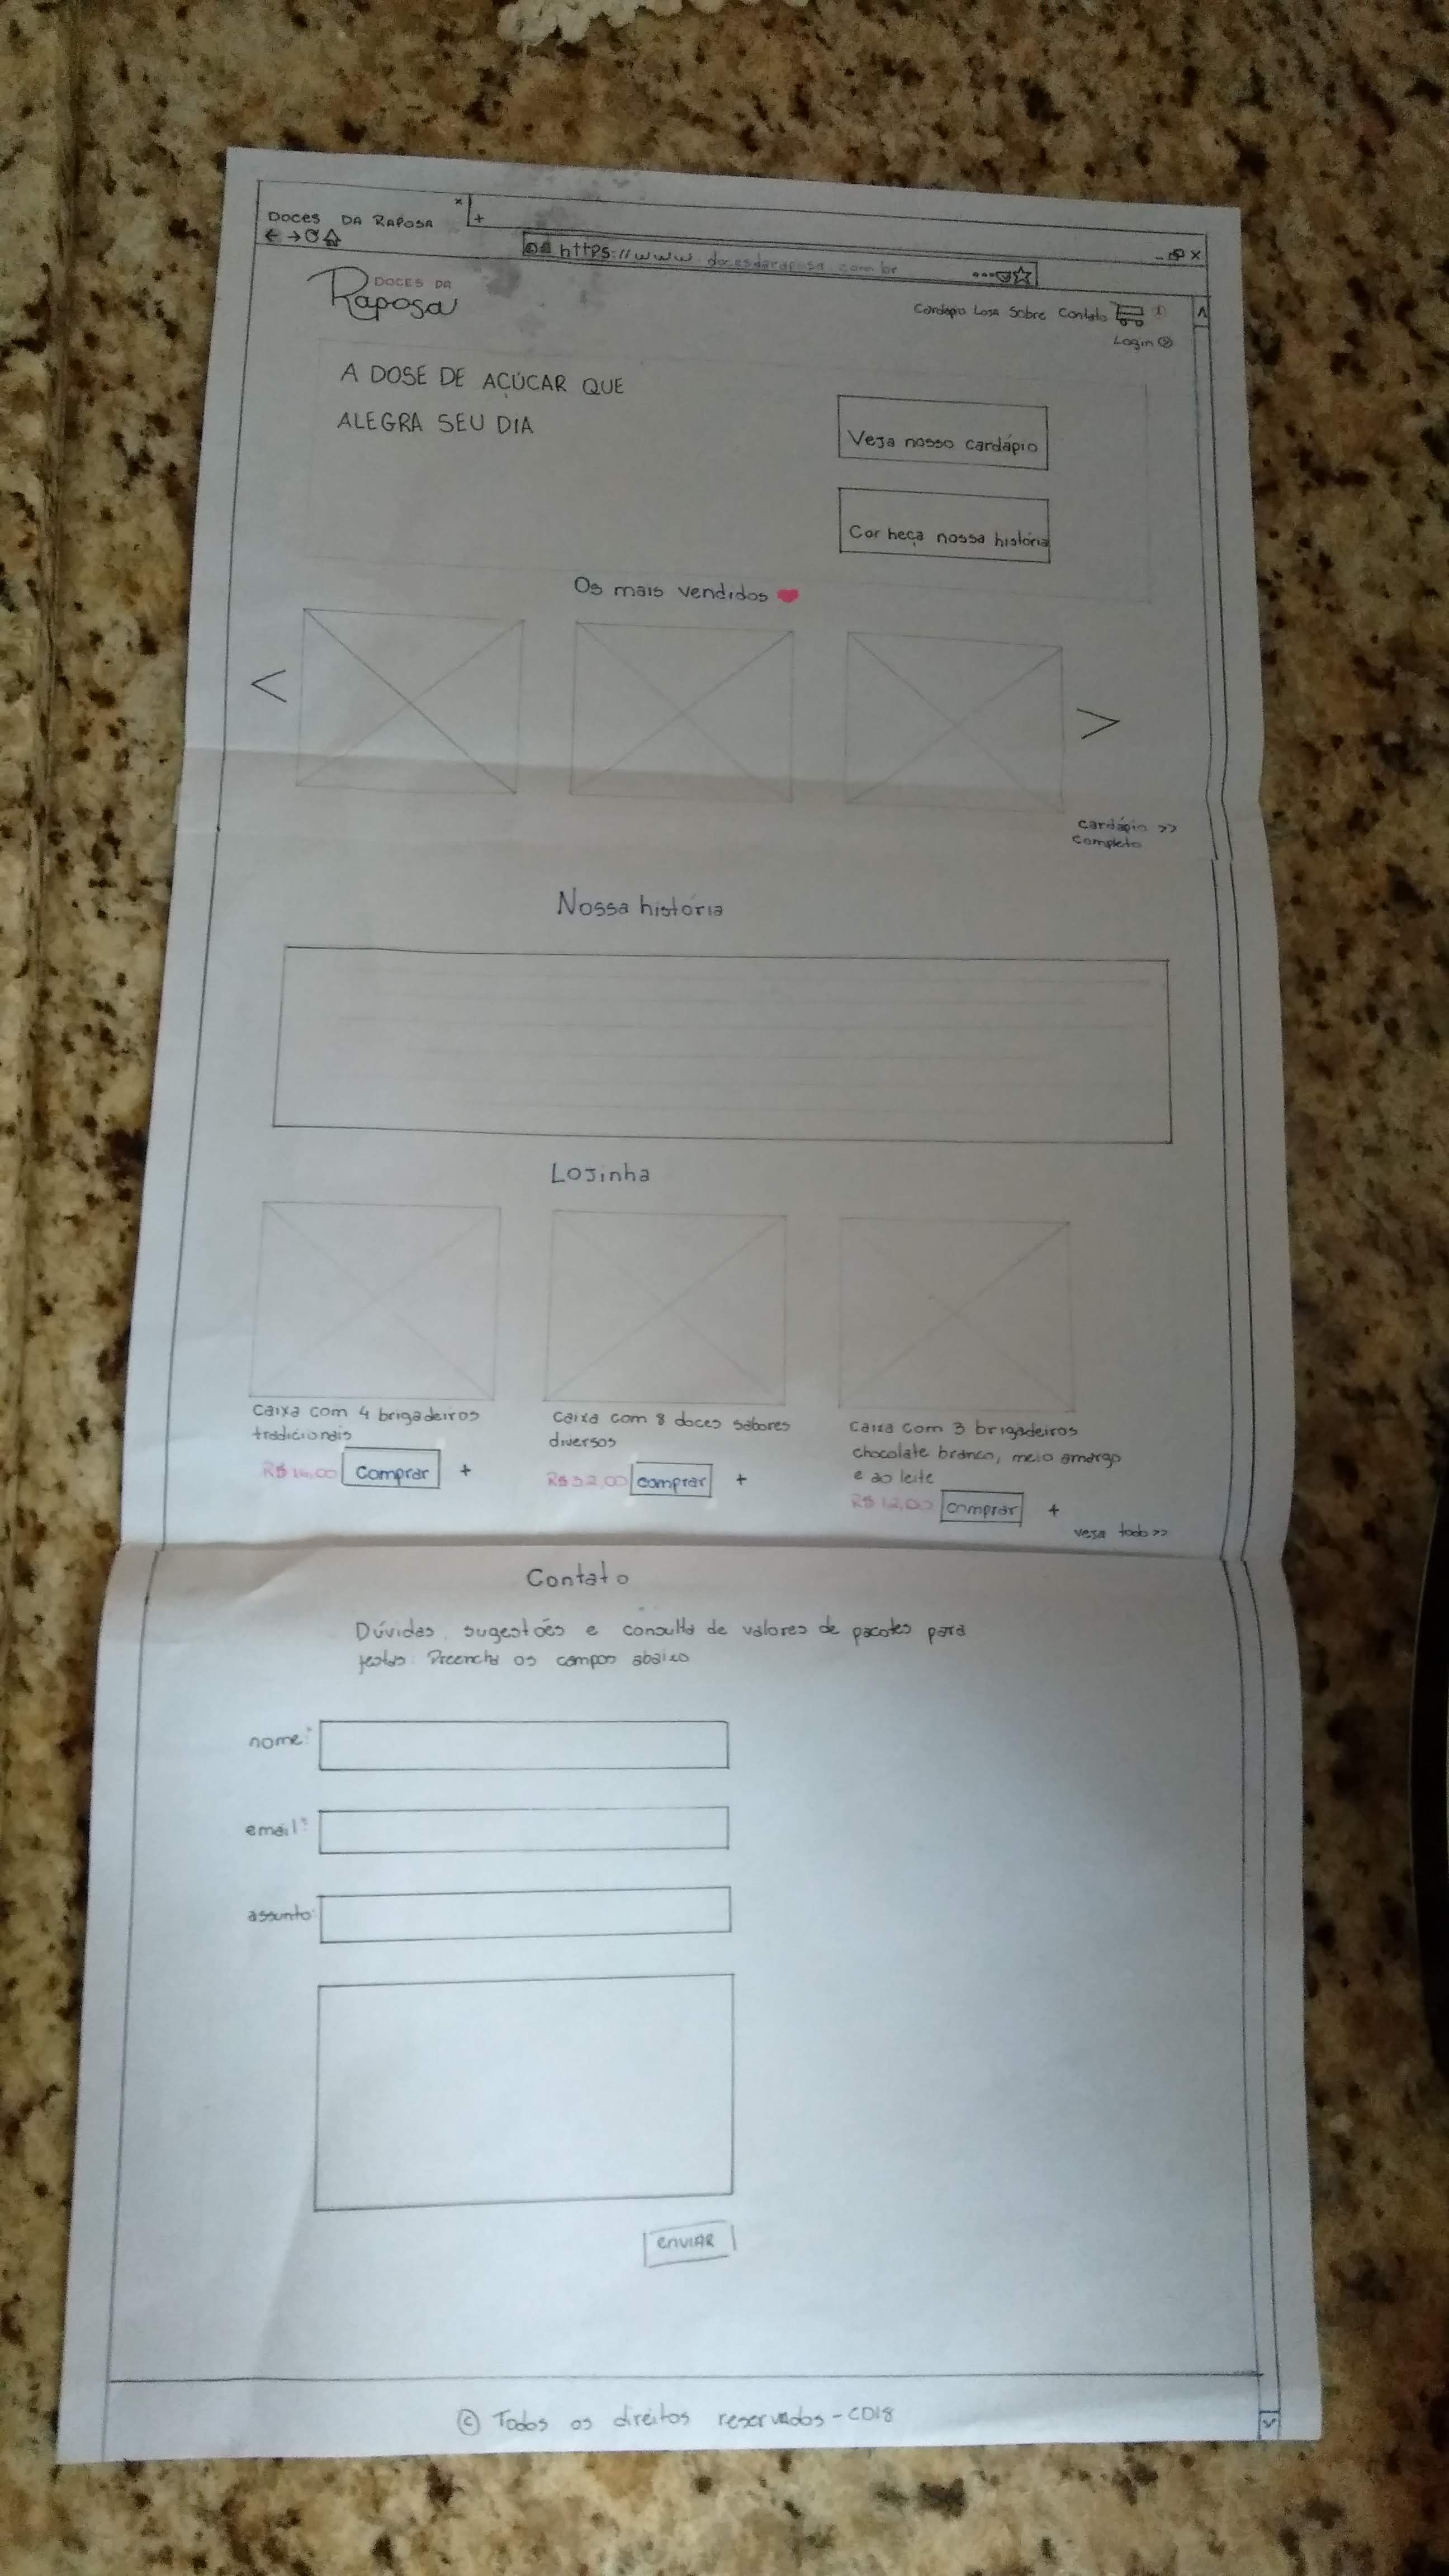 DOCES DA RAPOSA x +
https://www.docesdaraposa.com.br
DOCES DA
Raposa
Cardápio Loja Sobre Contato 1
Login
A DOSE DE AÇÚCAR QUE
ALEGRA SEU DIA
Veja nosso cardápio
Conheça nossa história
Os mais vendidos
< >
cardápio >>
completo
Nossa história
Lojinha
Caixa com 4 brigadeiros
tradicionais
R$16,00 Comprar +
Caixa com 8 doces sabores
diversos
R$32,00 comprar +
Caixa com 3 brigadeiros
chocolate branco, meio amargo
e ao leite
R$12,00 comprar +
veja todo >>
Contato
Dúvidas, sugestões e consulta de valores de pacotes para
festas: Preencha os campos abaixo
nome:*
email:*
assunto:
ENVIAR
© Todos os direitos reservados - CD18